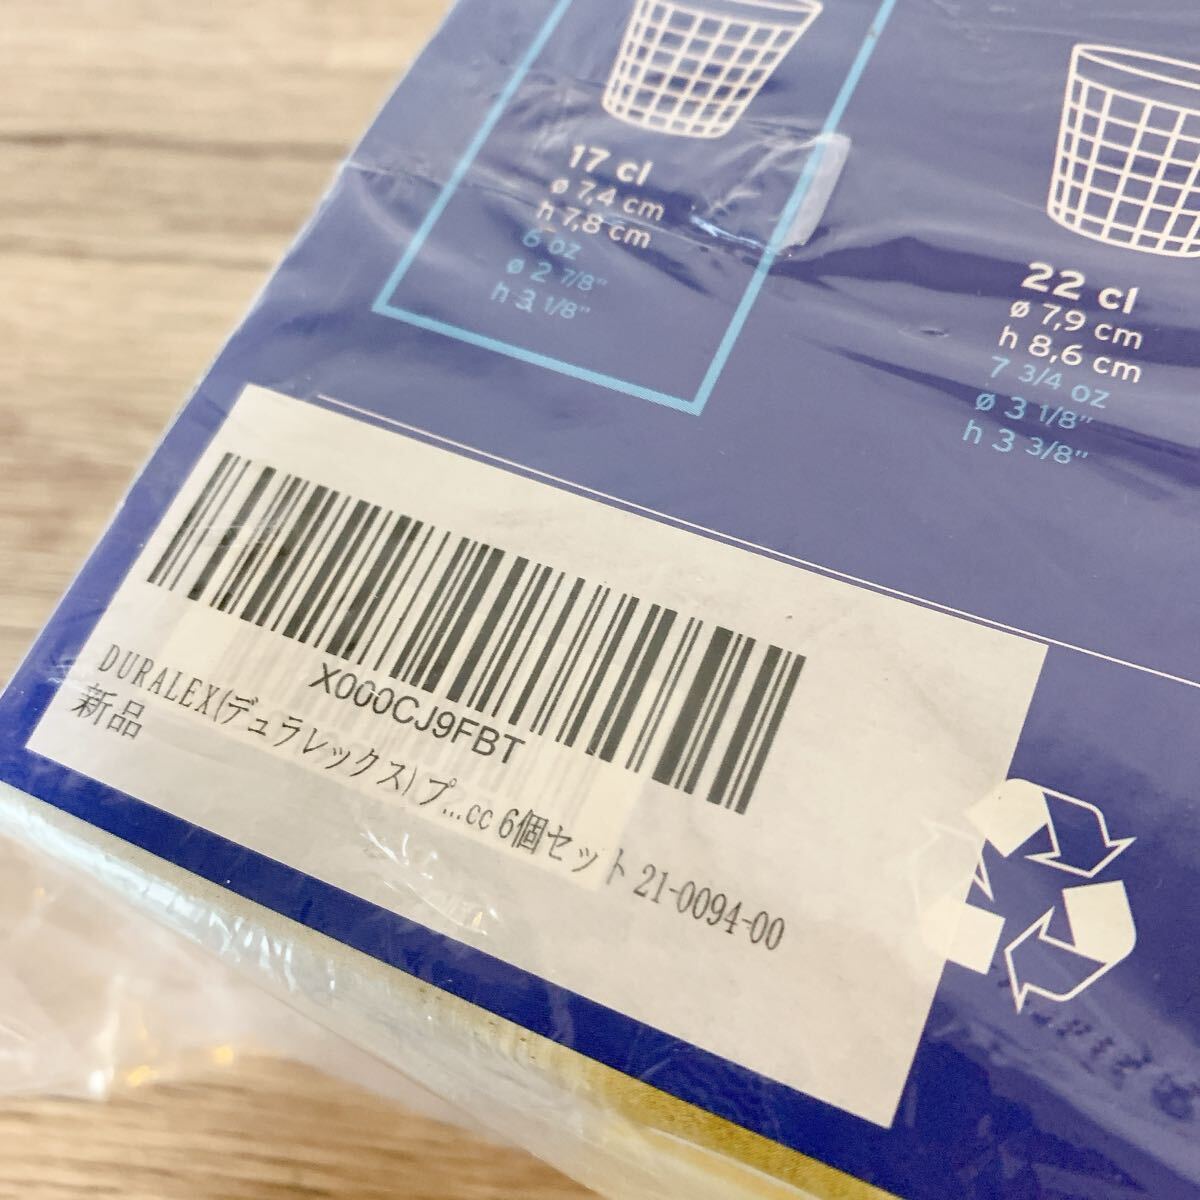 17 cl
ø 7,4 cm
h 7,8 cm
6 oz
ø 2 7/8"
h 3 1/8"
22 cl
ø 7,9 cm
h 8,6 cm
7 3/4 oz
ø 3 1/8"
h 3 3/8"
X000CJ9FBT
DURALEX(デュラレックス) プ...cc 6個セット 21-0094-00
新品